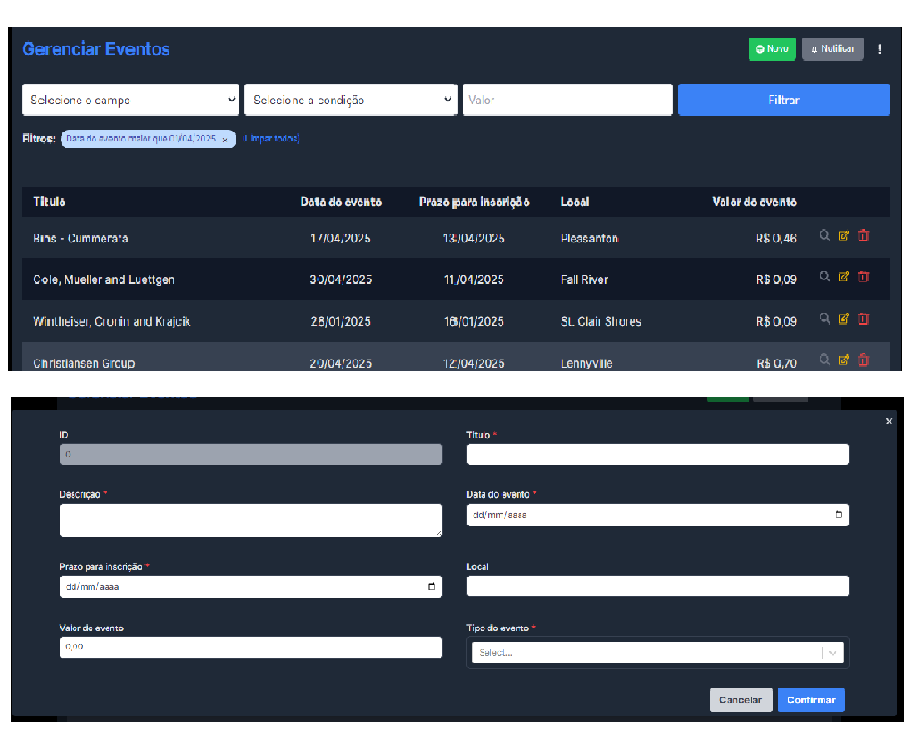 Gerenciar Eventos
Novo Notificar
Selecione o campo Selecione a condição Valor Filtrar
Filtros: Data do evento maior que 01/04/2025 x (Limpar todos)
Título Data do evento Prazo para inscrição Local Valor do evento
Bins - Cummerata 17/04/2025 13/04/2025 Pleasanton R$ 0,46
Cole, Mueller and Luettgen 30/04/2025 11/04/2025 Fall River R$ 0,09
Wintheiser, Cronin and Krajcik 26/01/2025 16/01/2025 St. Clair Shores R$ 0,09
Christiansen Group 20/04/2025 12/04/2025 Lennyville R$ 0,70
x
ID Título *
0
Descrição * Data do evento *
dd/mm/aaaa
Prazo para inscrição * Local
dd/mm/aaaa
Valor do evento Tipo do evento *
0,00 Select...
Cancelar Confirmar